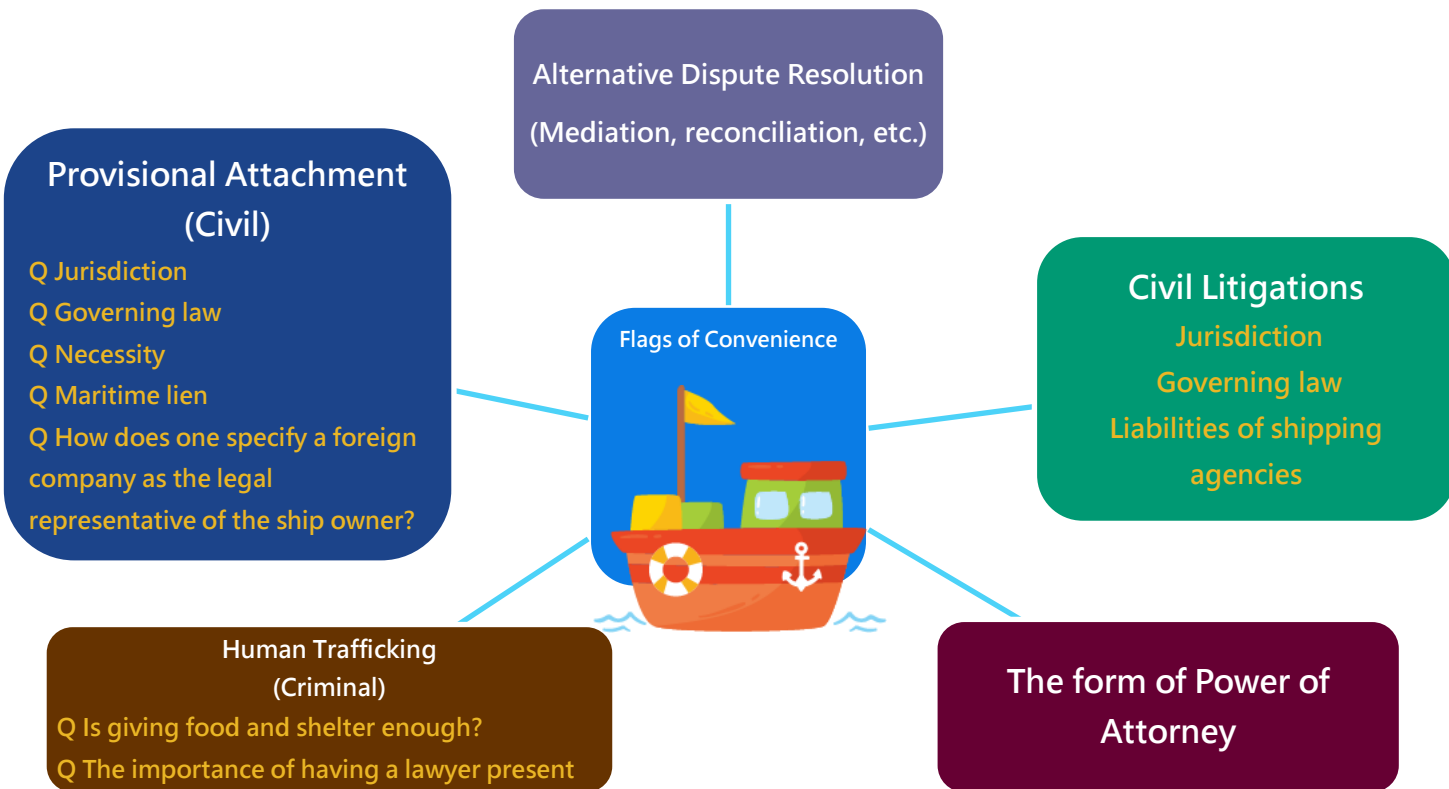 Alternative Dispute Resolution
(Mediation, reconciliation, etc.)
Provisional Attachment
(Civil)
Q Jurisdiction
Q Governing law
Q Necessity
Q Maritime lien
Q How does one specify a foreign
company as the legal
representative of the ship owner?
Flags of Convenience
Civil Litigations
Jurisdiction
Governing law
Liabilities of shipping
agencies
Human Trafficking
(Criminal)
Q Is giving food and shelter enough?
Q The importance of having a lawyer present
The form of Power of
Attorney